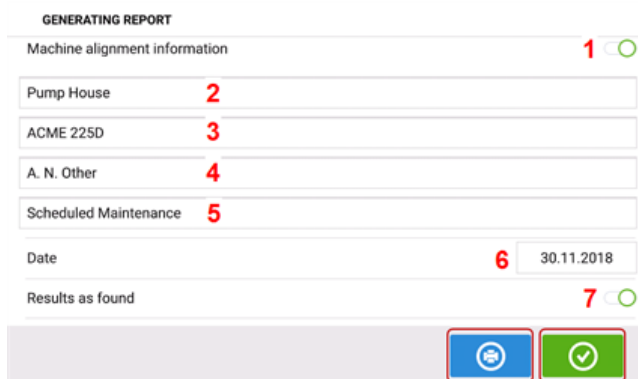 GENERATING REPORT
Machine alignment information 1
Pump House 2
ACME 225D 3
A. N. Other 4
Scheduled Maintenance 5
Date 6 30.11.2018
Results as found 7